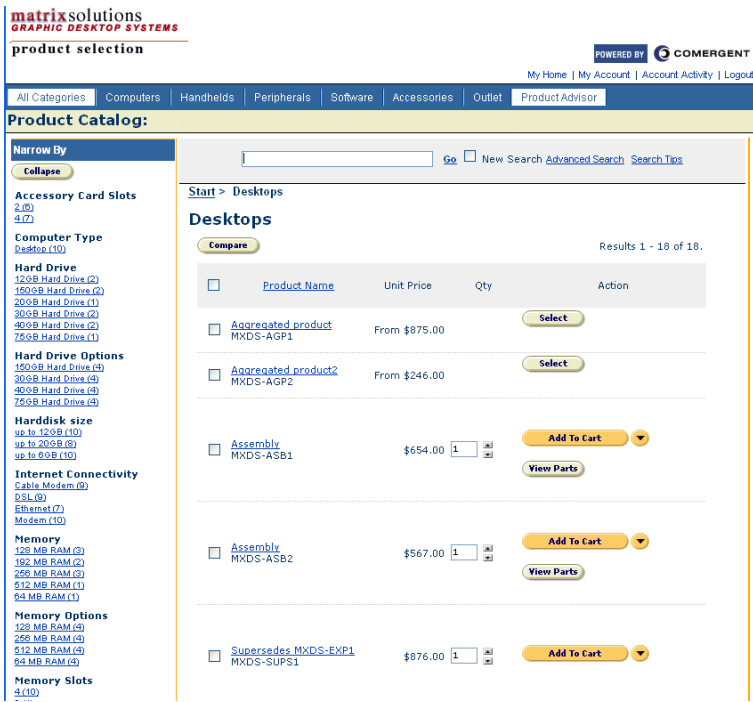 matrixsolutions
GRAPHIC DESKTOP SYSTEMS
product selection
POWERED BY COMERGENT
My Home | My Account | Account Activity | Logout
All Categories Computers Handhelds Peripherals Software Accessories Outlet Product Advisor
Product Catalog:
Narrow By
Collapse
Accessory Card Slots
2 (6)
4 (7)
Computer Type
Desktop (10)
Hard Drive
12GB Hard Drive (2)
150GB Hard Drive (2)
20GB Hard Drive (1)
30GB Hard Drive (2)
40GB Hard Drive (2)
75GB Hard Drive (1)
Hard Drive Options
150GB Hard Drive (4)
30GB Hard Drive (4)
40GB Hard Drive (4)
75GB Hard Drive (4)
Harddisk size
up to 12GB (10)
up to 20GB (8)
up to 6GB (10)
Internet Connectivity
Cable Modem (9)
DSL (9)
Ethernet (7)
Modem (10)
Memory
128 MB RAM (3)
192 MB RAM (2)
256 MB RAM (3)
512 MB RAM (1)
64 MB RAM (1)
Memory Options
128 MB RAM (4)
256 MB RAM (4)
512 MB RAM (4)
64 MB RAM (4)
Memory Slots
4 (10)
Go New Search Advanced Search Search Tips
Start > Desktops
Desktops
Compare
Results 1 - 18 of 18.
Product Name Unit Price Qty Action
Aggregated product From $875.00 Select
MXDS-AGP1
Aggregated product2 From $246.00 Select
MXDS-AGP2
Assembly $654.00 1 Add To Cart
MXDS-ASB1
View Parts
Assembly $567.00 1 Add To Cart
MXDS-ASB2
View Parts
Supersedes MXDS-EXP1 $876.00 1 Add To Cart
MXDS-SUPS1